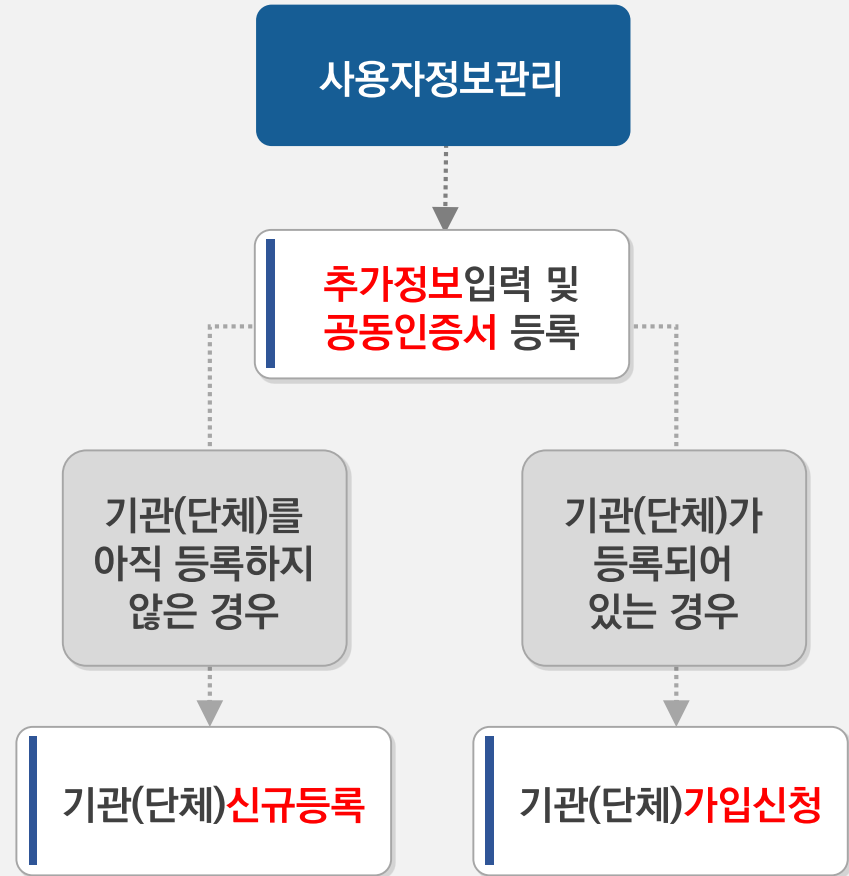 사용자정보관리
추가정보입력 및
공동인증서 등록
기관(단체)를
아직 등록하지
않은 경우
기관(단체)가
등록되어
있는 경우
기관(단체)신규등록
기관(단체)가입신청